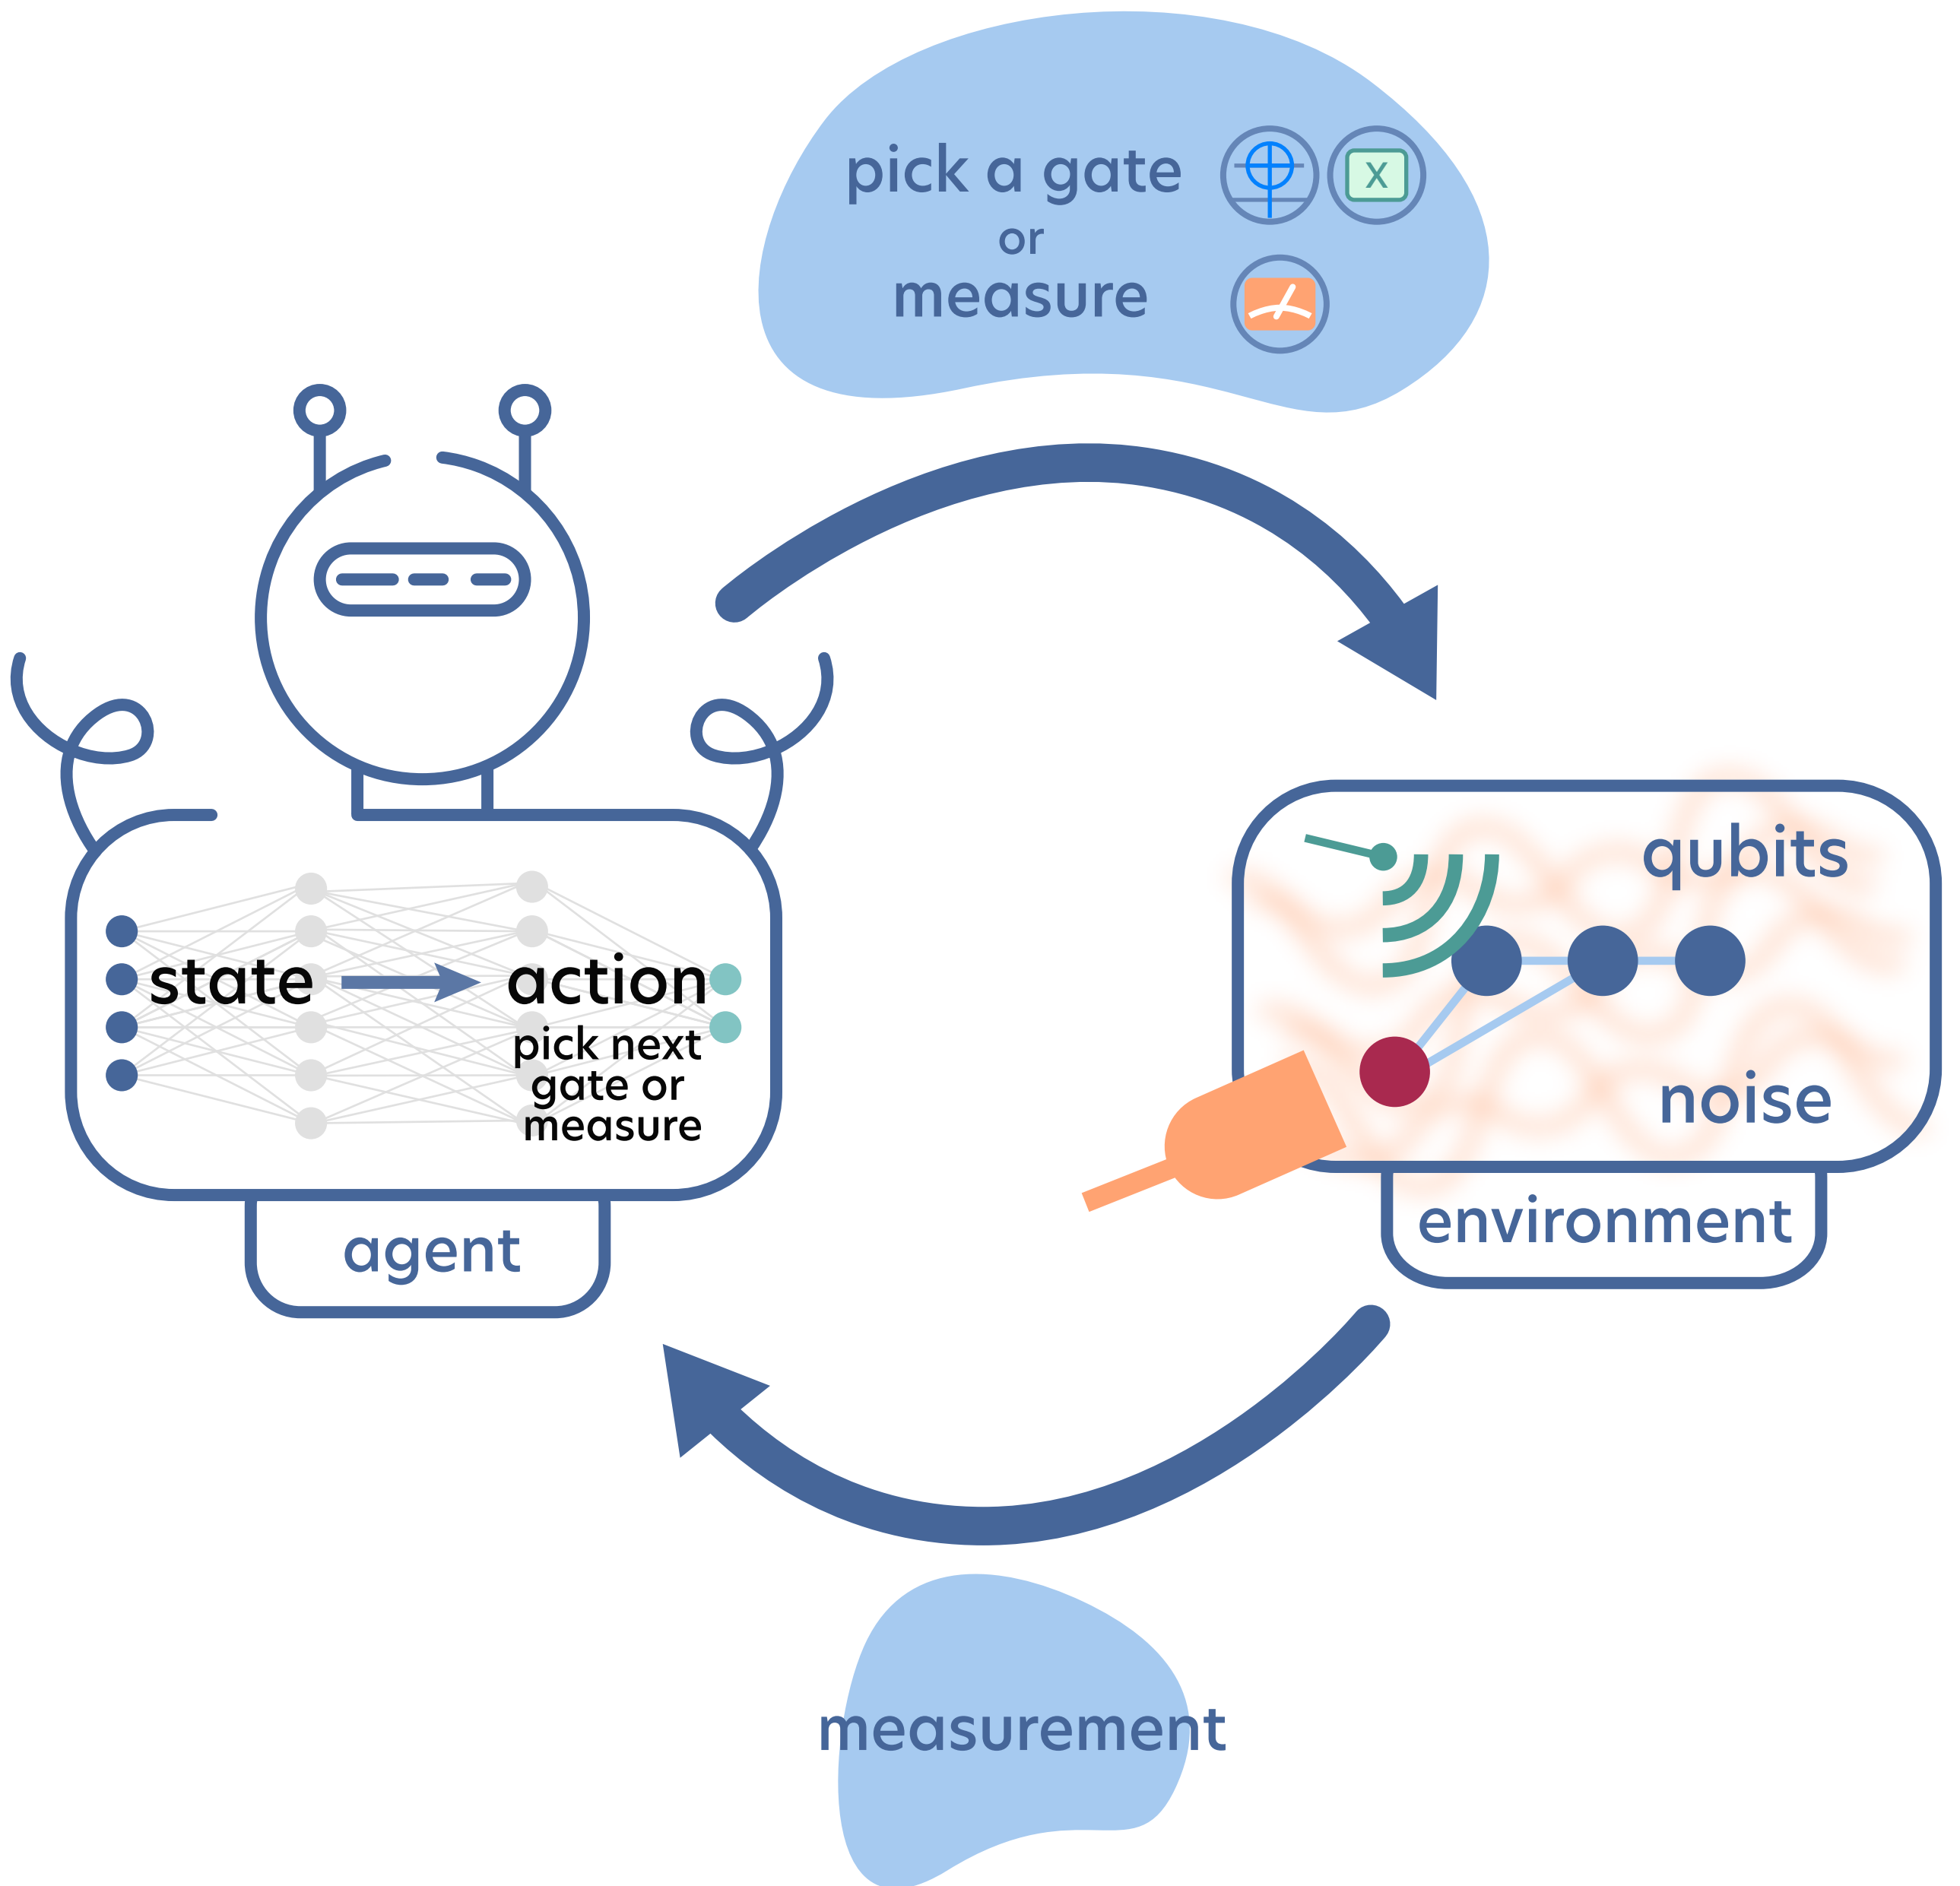 pick a gate
or
measure
X
state
action
pick next
gate or
measure
agent
qubits
noise
environment
measurement